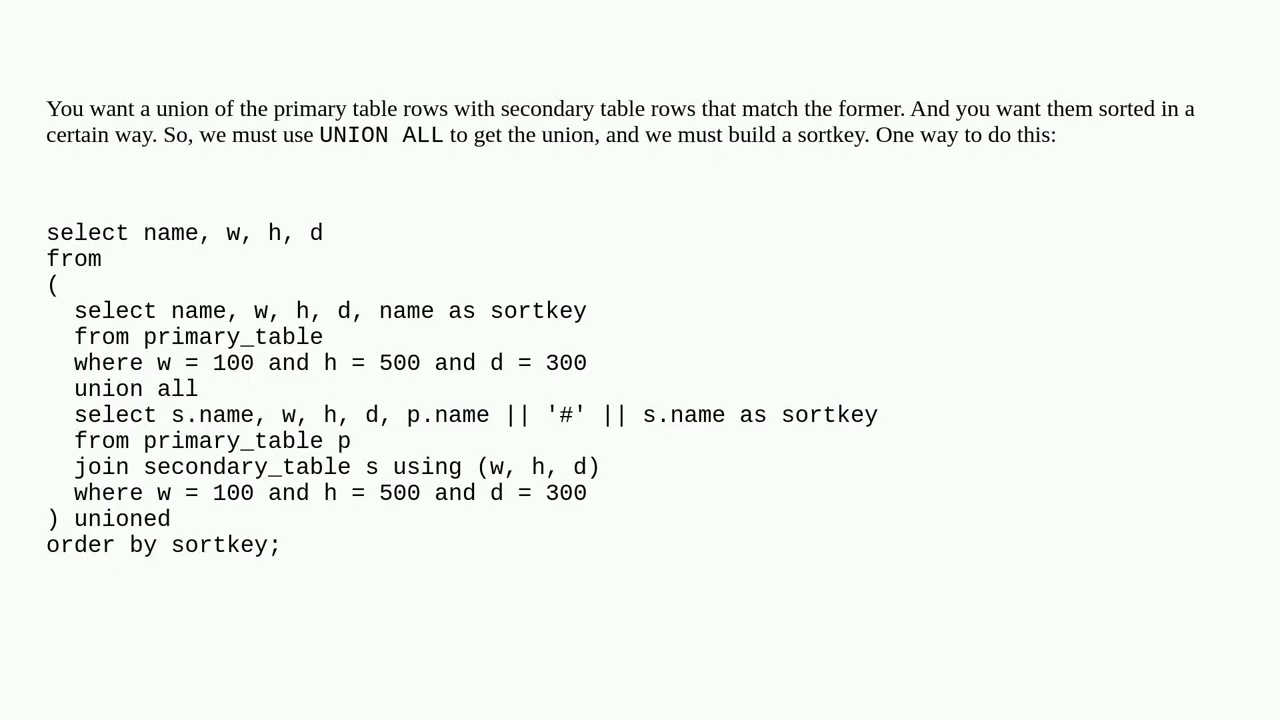 You want a union of the primary table rows with secondary table rows that match the former. And you want them sorted in a
certain way. So, we must use UNION ALL to get the union, and we must build a sortkey. One way to do this:
select name, w, h, d
from
(
  select name, w, h, d, name as sortkey
  from primary_table
  where w = 100 and h = 500 and d = 300
  union all
  select s.name, w, h, d, p.name || '#' || s.name as sortkey
  from primary_table p
  join secondary_table s using (w, h, d)
  where w = 100 and h = 500 and d = 300
) unioned
order by sortkey;